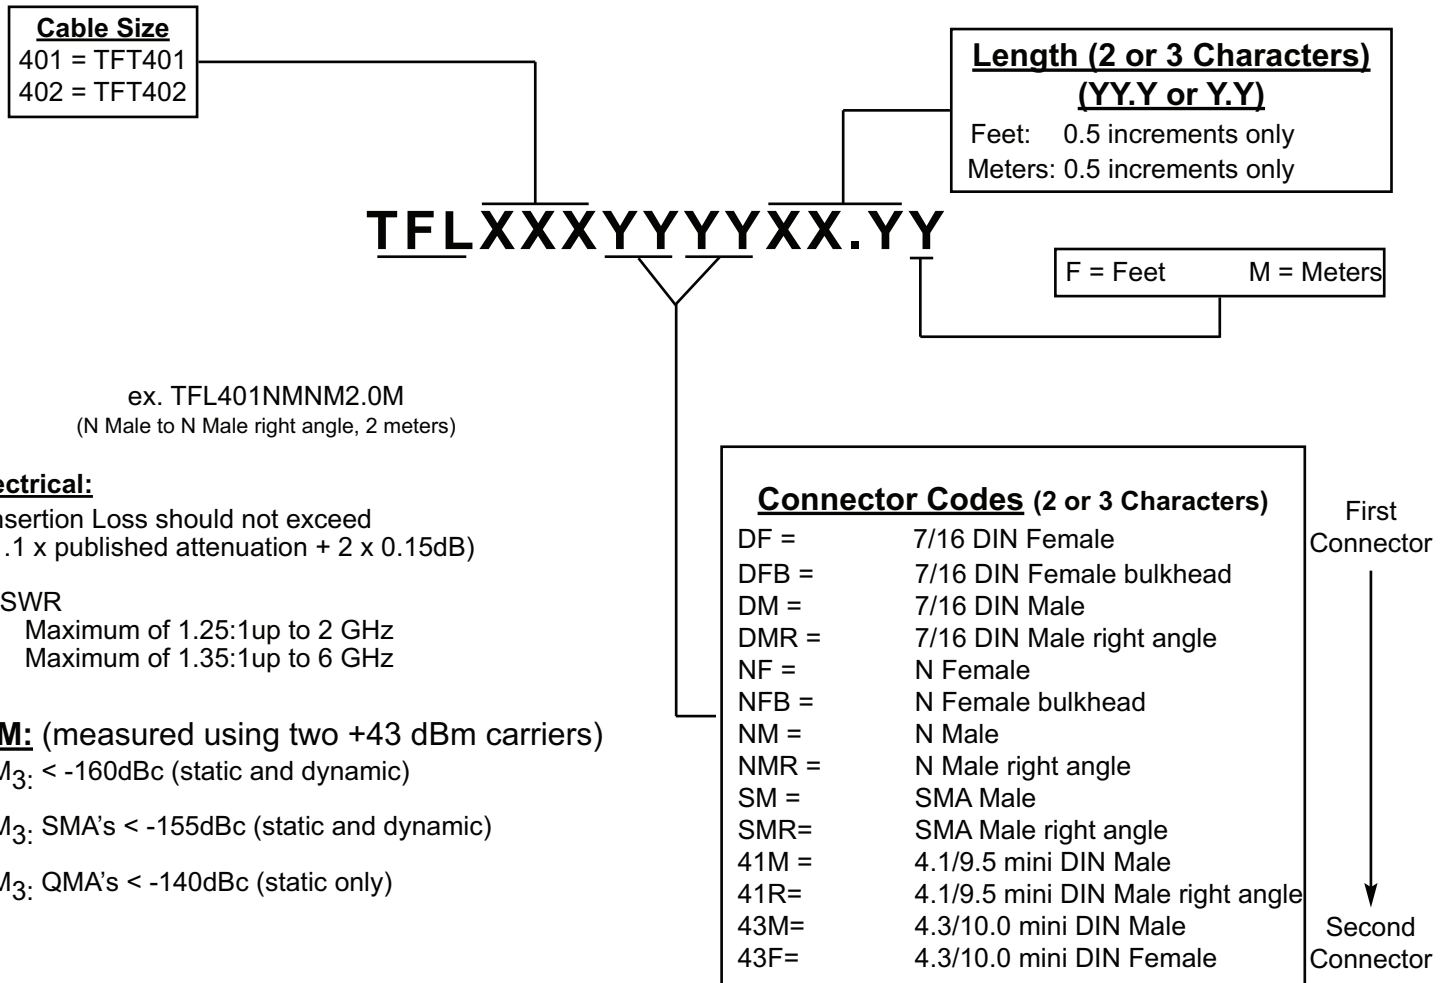 Cable Size
401 = TFT401
402 = TFT402
Length (2 or 3 Characters)
(YY.Y or Y.Y)
Feet: 0.5 increments only
Meters: 0.5 increments only
TFLXXXYYYYXX.YY
F = Feet M = Meters
ex. TFL401NMNM2.0M
(N Male to N Male right angle, 2 meters)
ectrical:
nsertion Loss should not exceed
.1 x published attenuation + 2 x 0.15dB)
SWR
Maximum of 1.25:1up to 2 GHz
Maximum of 1.35:1up to 6 GHz
M: (measured using two +43 dBm carriers)
M3: < -160dBc (static and dynamic)
M3: SMA's < -155dBc (static and dynamic)
M3: QMA's < -140dBc (static only)
Connector Codes (2 or 3 Characters)
DF = 7/16 DIN Female
DFB = 7/16 DIN Female bulkhead
DM = 7/16 DIN Male
DMR = 7/16 DIN Male right angle
NF = N Female
NFB = N Female bulkhead
NM = N Male
NMR = N Male right angle
SM = SMA Male
SMR= SMA Male right angle
41M = 4.1/9.5 mini DIN Male
41R= 4.1/9.5 mini DIN Male right angle
43M= 4.3/10.0 mini DIN Male
43F= 4.3/10.0 mini DIN Female
First
Connector
Second
Connector